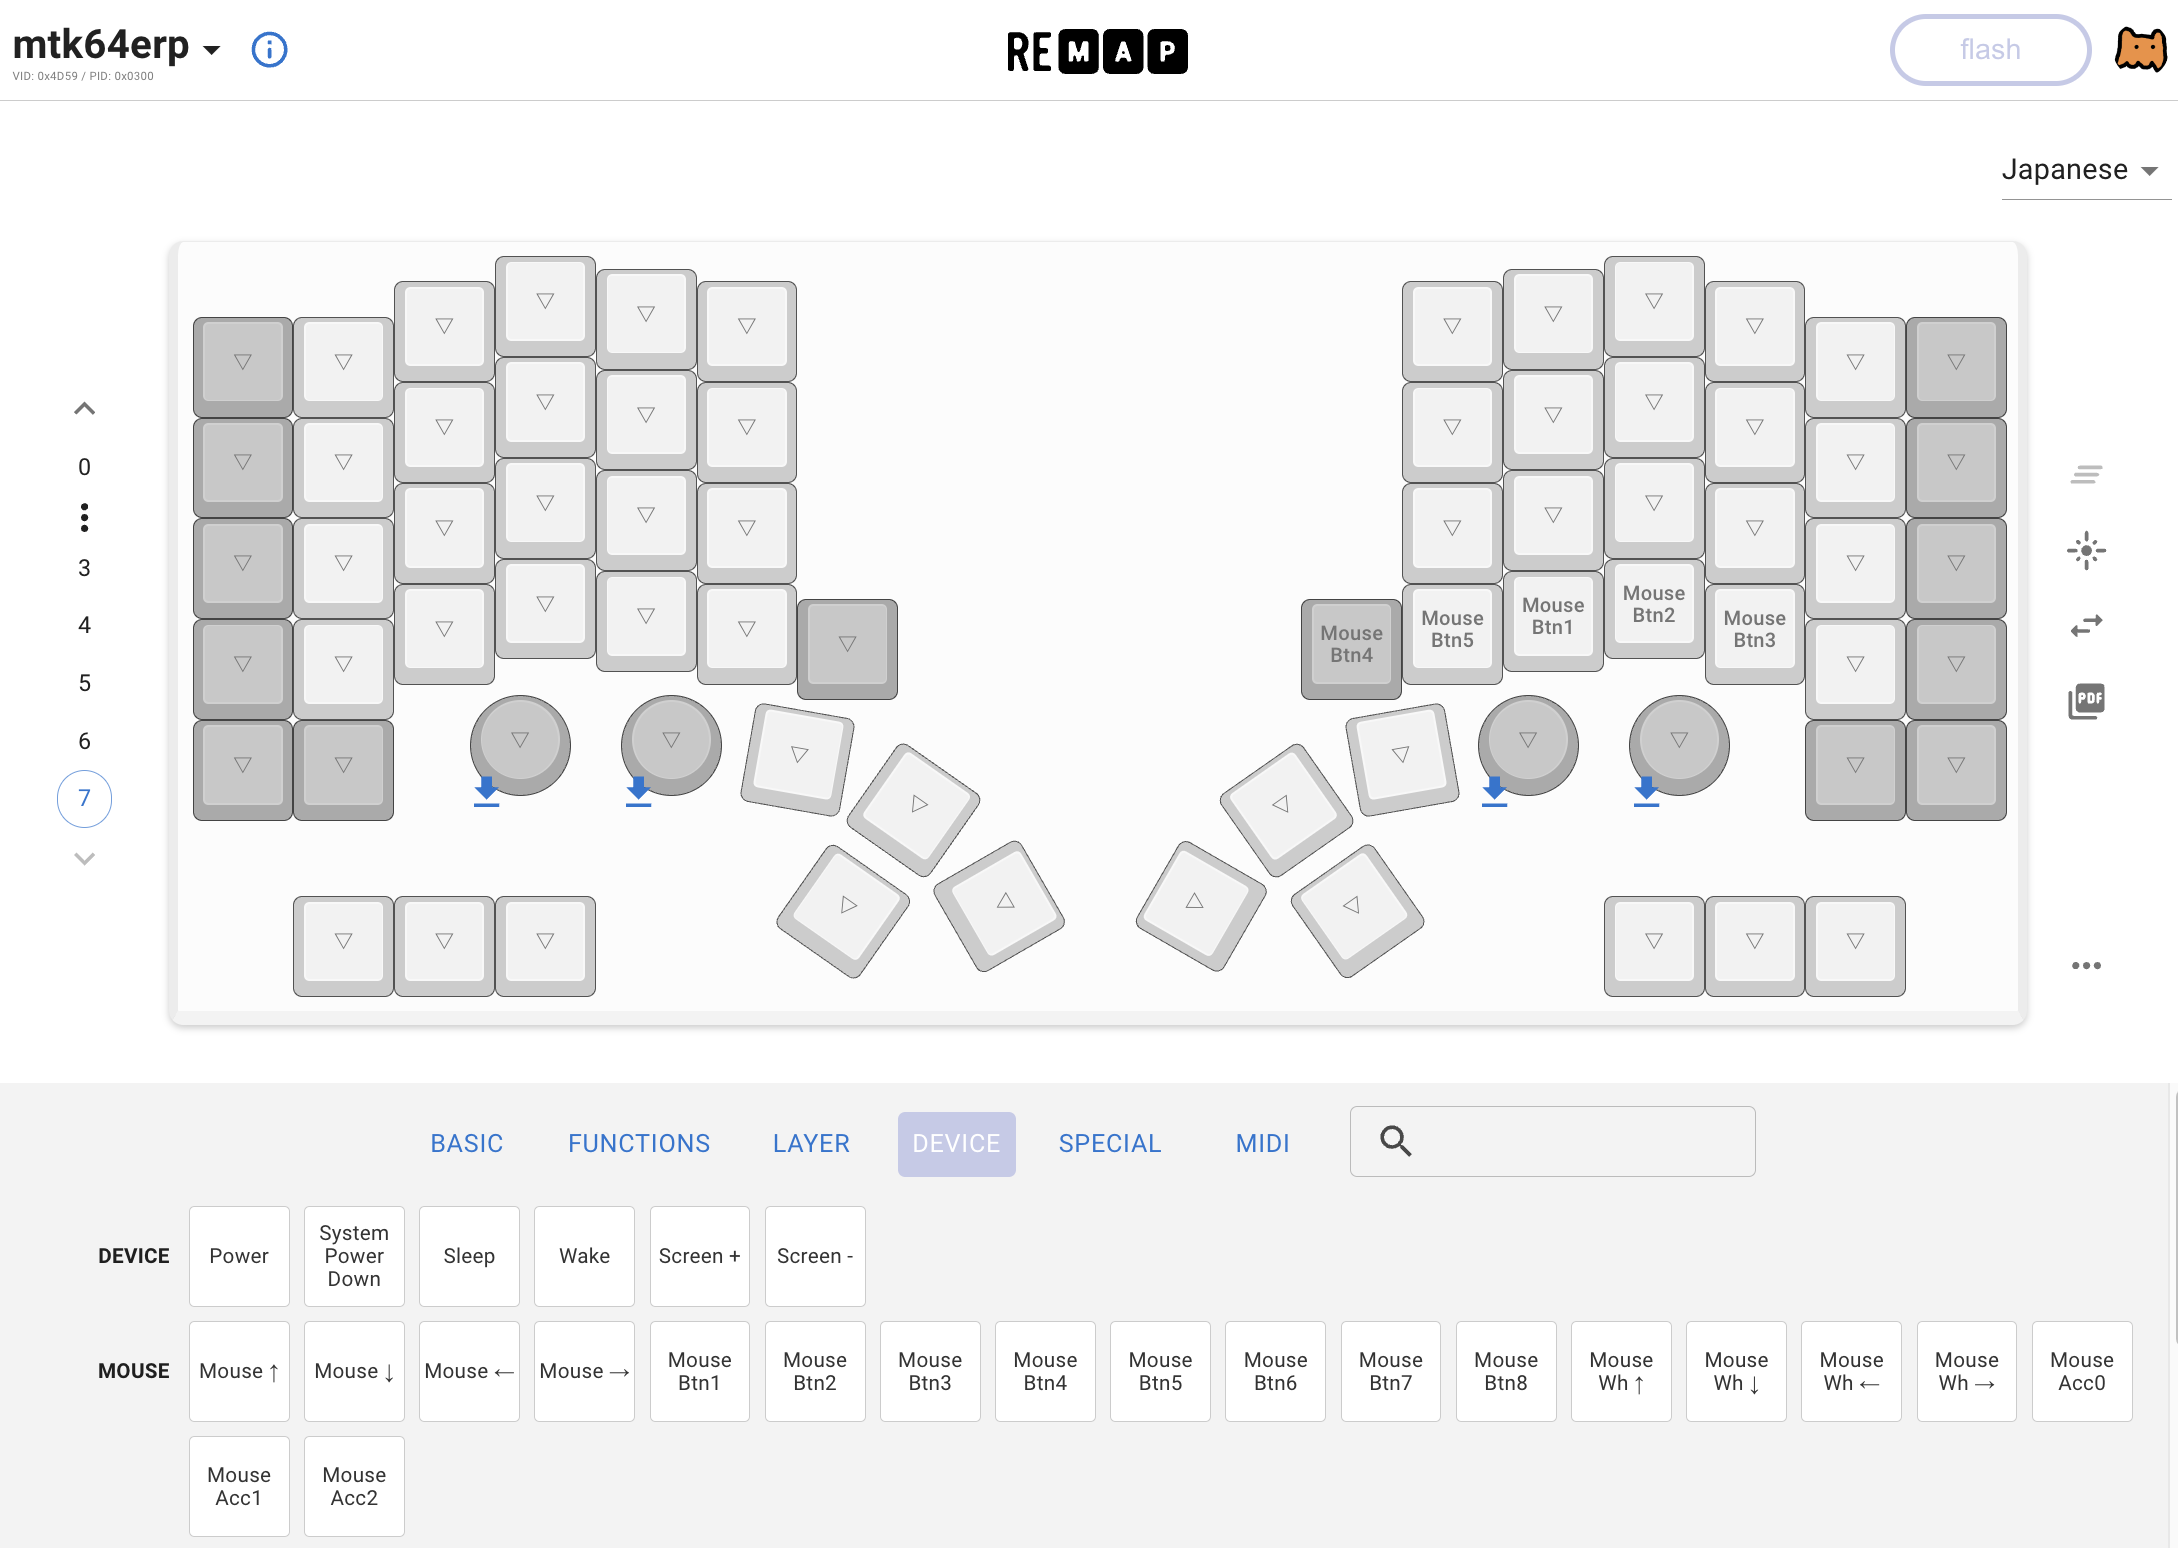 mtk64erp
VID: 0x4D59 / PID: 0x0300
REMAP
flash
Japanese
0
3
4
5
6
7
Mouse
Btn4
Mouse
Btn5
Mouse
Btn1
Mouse
Btn2
Mouse
Btn3
PDF
BASIC
FUNCTIONS
LAYER
DEVICE
SPECIAL
MIDI
DEVICE
Power
System
Power
Down
Sleep
Wake
Screen +
Screen -
MOUSE
Mouse ↑
Mouse ↓
Mouse ←
Mouse →
Mouse
Btn1
Mouse
Btn2
Mouse
Btn3
Mouse
Btn4
Mouse
Btn5
Mouse
Btn6
Mouse
Btn7
Mouse
Btn8
Mouse
Wh ↑
Mouse
Wh ↓
Mouse
Wh ←
Mouse
Wh →
Mouse
Acc0
Mouse
Acc1
Mouse
Acc2